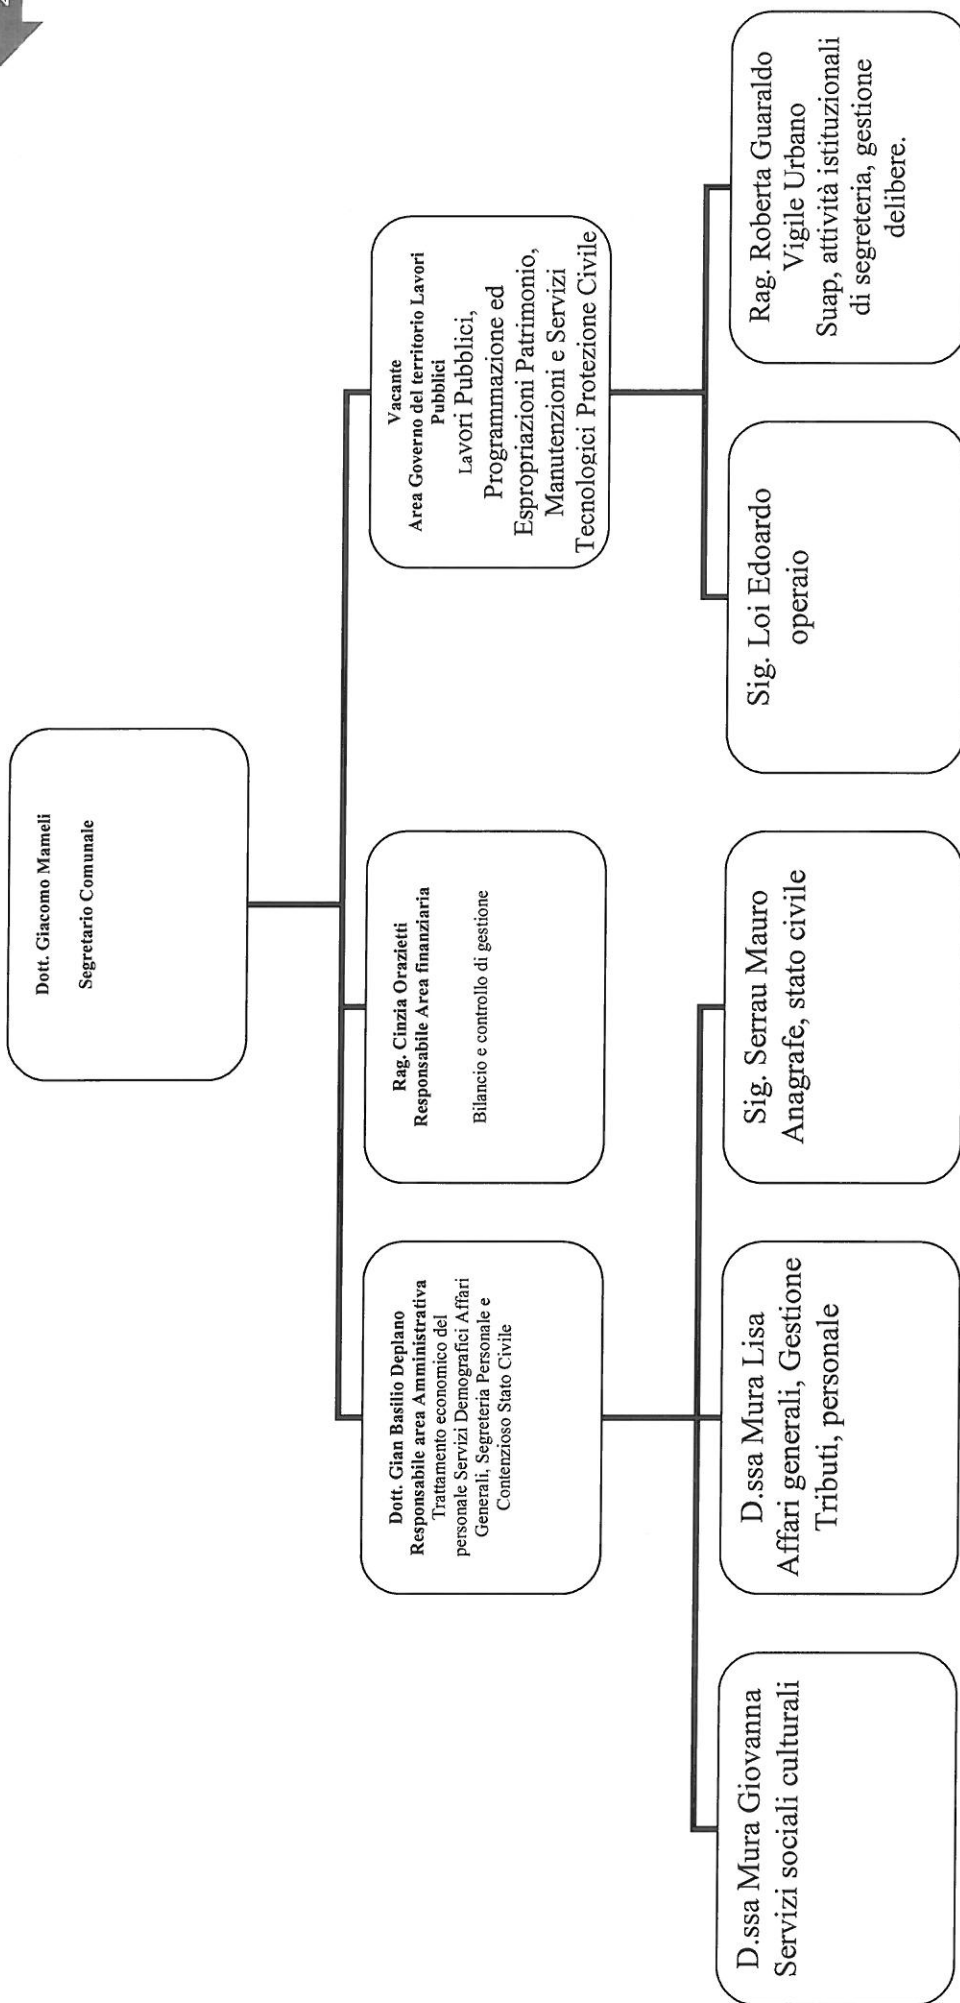 Dott. Giacomo Mameli
Segretario Comunale
Dott. Gian Basilio Deplano
Responsabile area Amministrativa
Trattamento economico del
personale Servizi Demografici Affari
Generali, Segreteria Personale e
Contenzioso Stato Civile
Rag. Cinzia Orazietti
Responsabile Area finanziaria
Bilancio e controllo di gestione
Vacante
Area Governo del territorio Lavori
Pubblici
Lavori Pubblici,
Programmazione ed
Espropriazioni Patrimonio,
Manutenzioni e Servizi
Tecnologici Protezione Civile
D.ssa Mura Giovanna
Servizi sociali culturali
D.ssa Mura Lisa
Affari generali, Gestione
Tributi, personale
Sig. Serrau Mauro
Anagrafe, stato civile
Sig. Loi Edoardo
operaio
Rag. Roberta Guaraldo
Vigile Urbano
Suap, attività istituzionali
di segreteria, gestione
delibere.